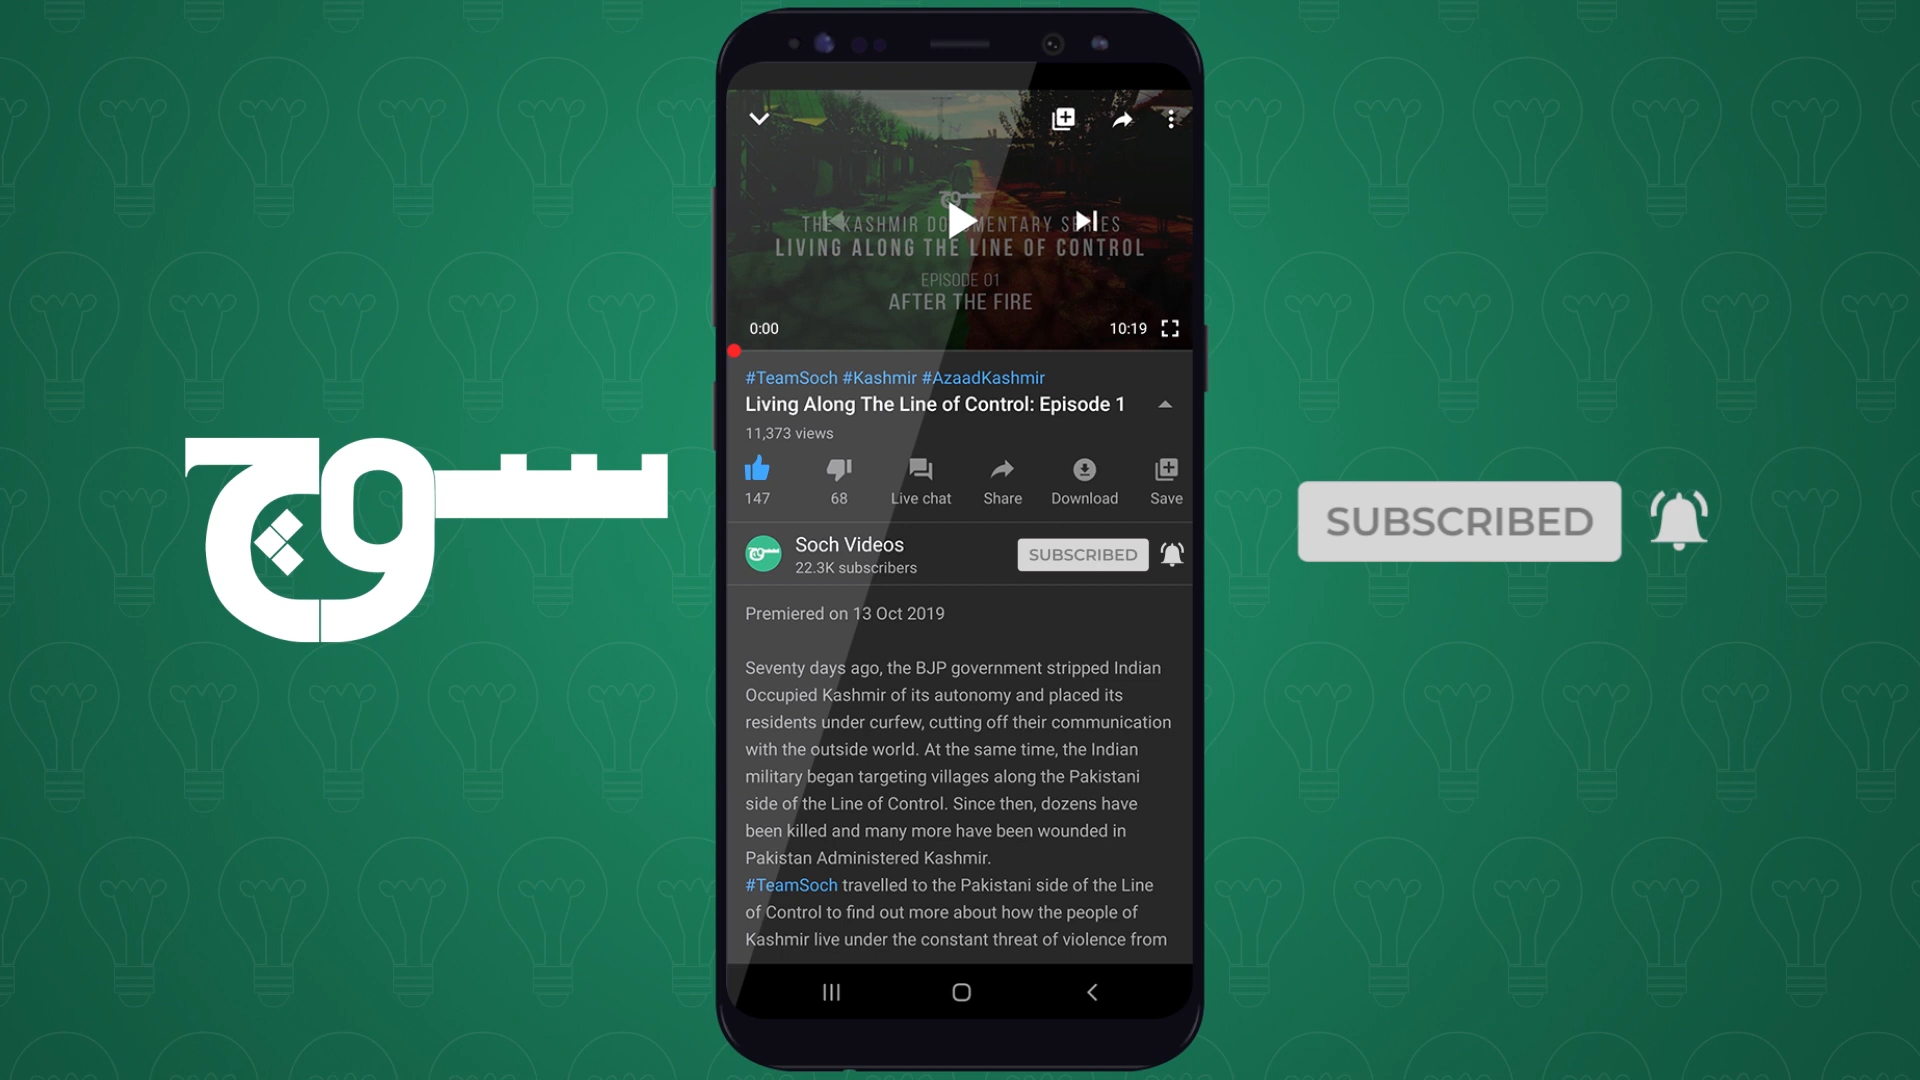 سوچ
THE KASHMIR DOCUMENTARY SERIES
LIVING ALONG THE LINE OF CONTROL
EPISODE 01
AFTER THE FIRE
0:00
10:19
#TeamSoch #Kashmir #AzaadKashmir
Living Along The Line of Control: Episode 1
11,373 views
147
68
Live chat
Share
Download
Save
سوچ
Soch Videos
22.3K subscribers
SUBSCRIBED
Premiered on 13 Oct 2019
Seventy days ago, the BJP government stripped Indian
Occupied Kashmir of its autonomy and placed its
residents under curfew, cutting off their communication
with the outside world. At the same time, the Indian
military began targeting villages along the Pakistani
side of the Line of Control. Since then, dozens have
been killed and many more have been wounded in
Pakistan Administered Kashmir.
#TeamSoch travelled to the Pakistani side of the Line
of Control to find out more about how the people of
Kashmir live under the constant threat of violence from
سوچ
SUBSCRIBED